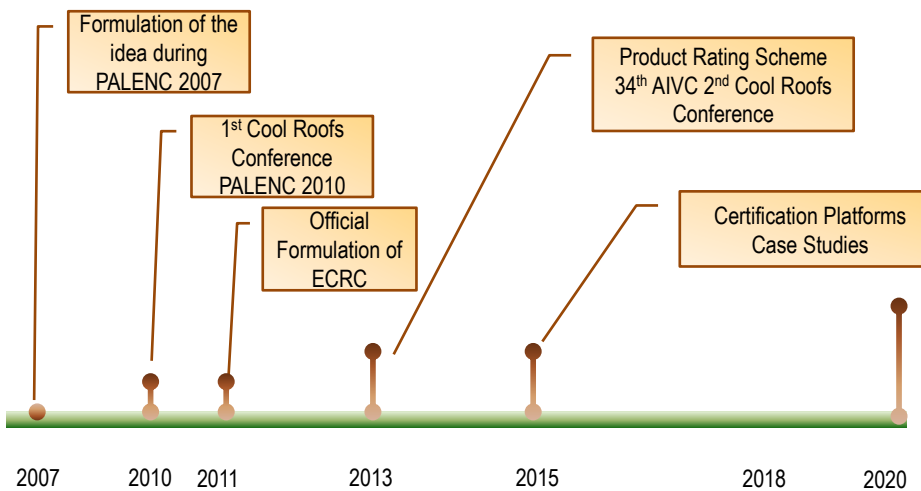 Formulation of the
idea during
PALENC 2007
1st Cool Roofs
Conference
PALENC 2010
Official
Formulation of
ECRC
Product Rating Scheme
34th AIVC 2nd Cool Roofs
Conference
Certification Platforms
Case Studies
2007
2010
2011
2013
2015
2018
2020